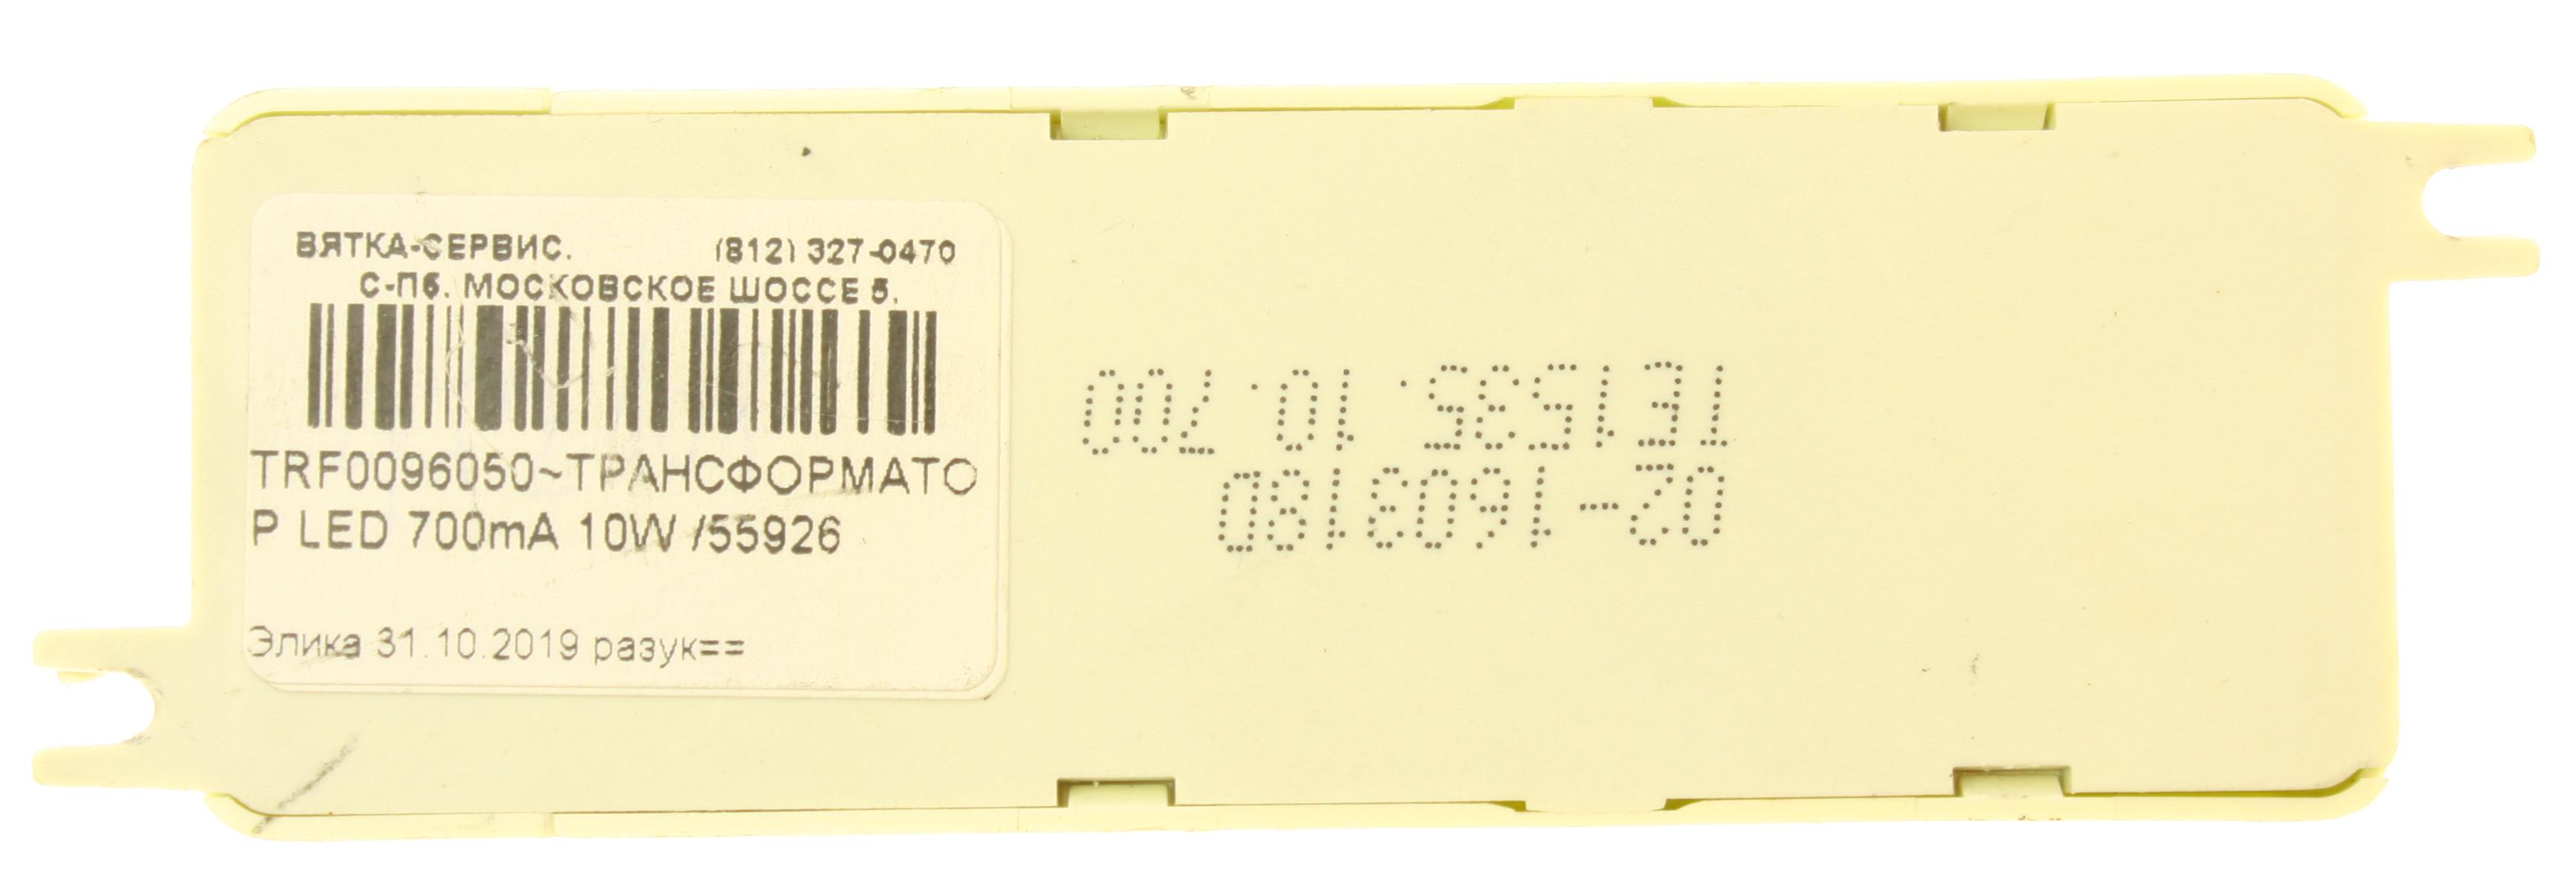 ВЯТКА-СЕРВИС. (812) 327-0470
С-Пб. МОСКОВСКОЕ ШОССЕ 5.
TRF0096050~ТРАНСФОРМАТО
Р LED 700mA 10W /55926
Элика 31.10.2019 разук==
02-160318D
TE1535.10.700